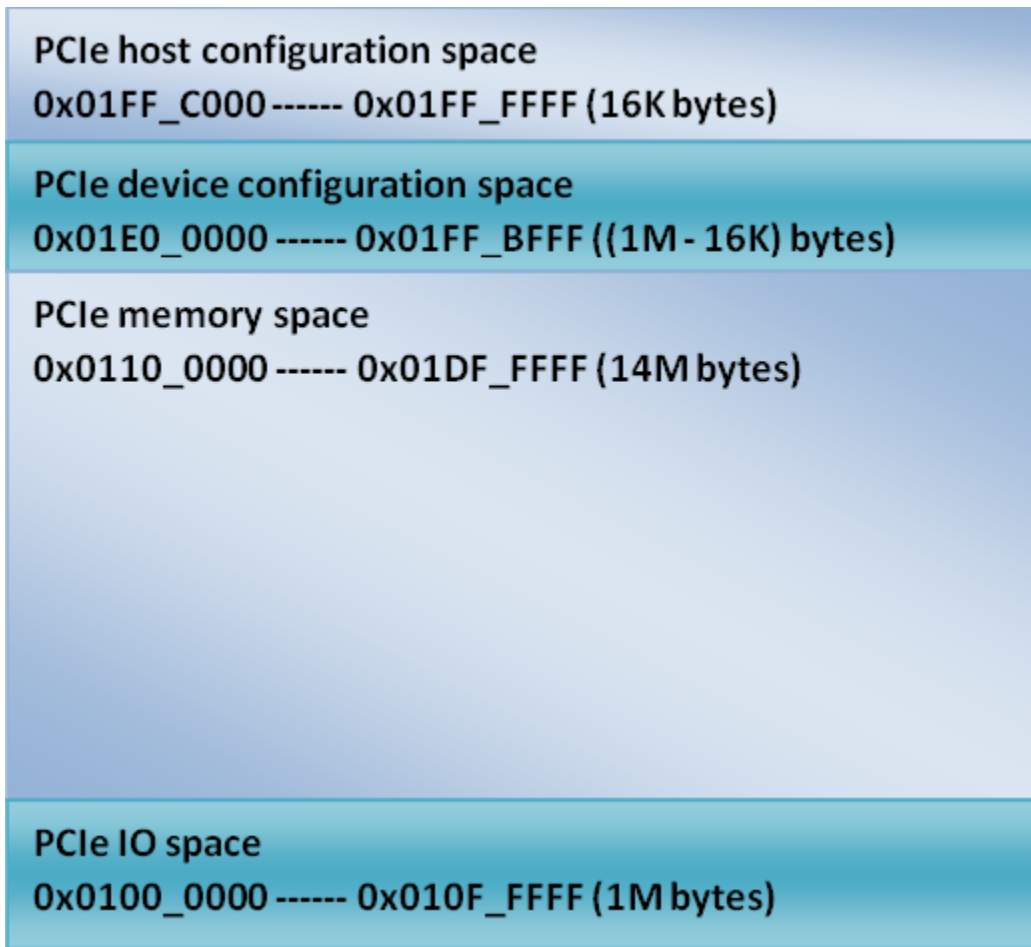 PCIe host configuration space
0x01FF_C000 ------ 0x01FF_FFFF (16K bytes)
PCIe device configuration space
0x01E0_0000 ------ 0x01FF_BFFF ((1M - 16K) bytes)
PCIe memory space
0x0110_0000 ------ 0x01DF_FFFF (14M bytes)
PCIe IO space
0x0100_0000 ------ 0x010F_FFFF (1M bytes)